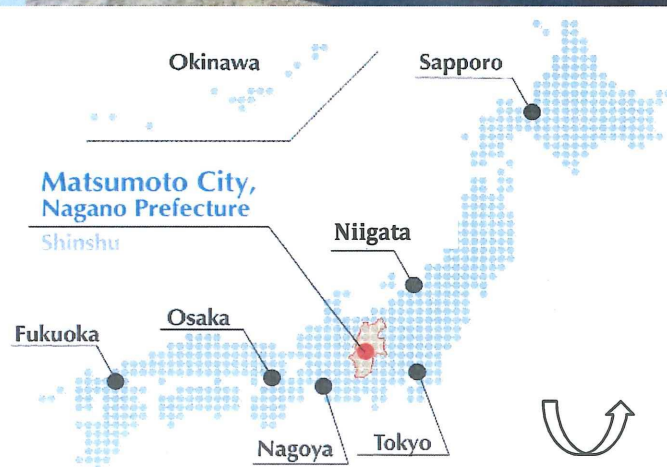 Okinawa
Sapporo
Matsumoto City,
Nagano Prefecture
Shinshu
Niigata
Osaka
Fukuoka
Nagoya
Tokyo